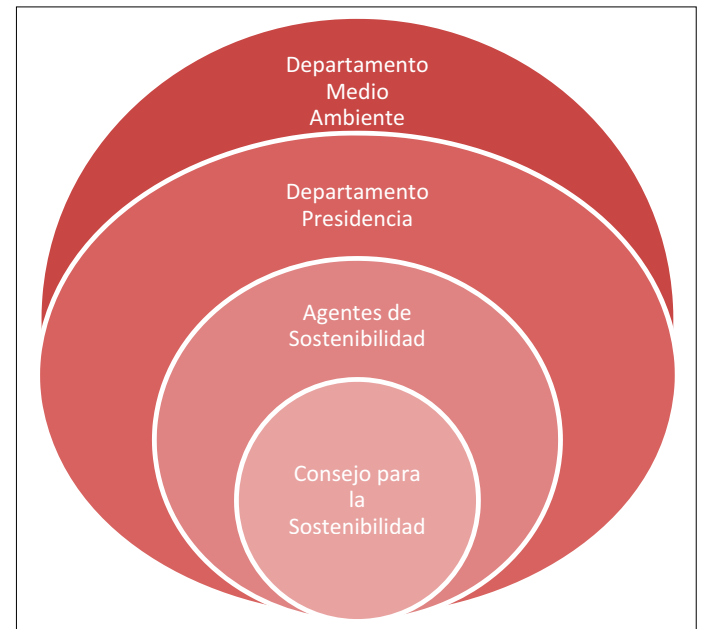 Departamento
Medio
Ambiente
Departamento
Presidencia
Agentes de
Sostenibilidad
Consejo para
la
Sostenibilidad